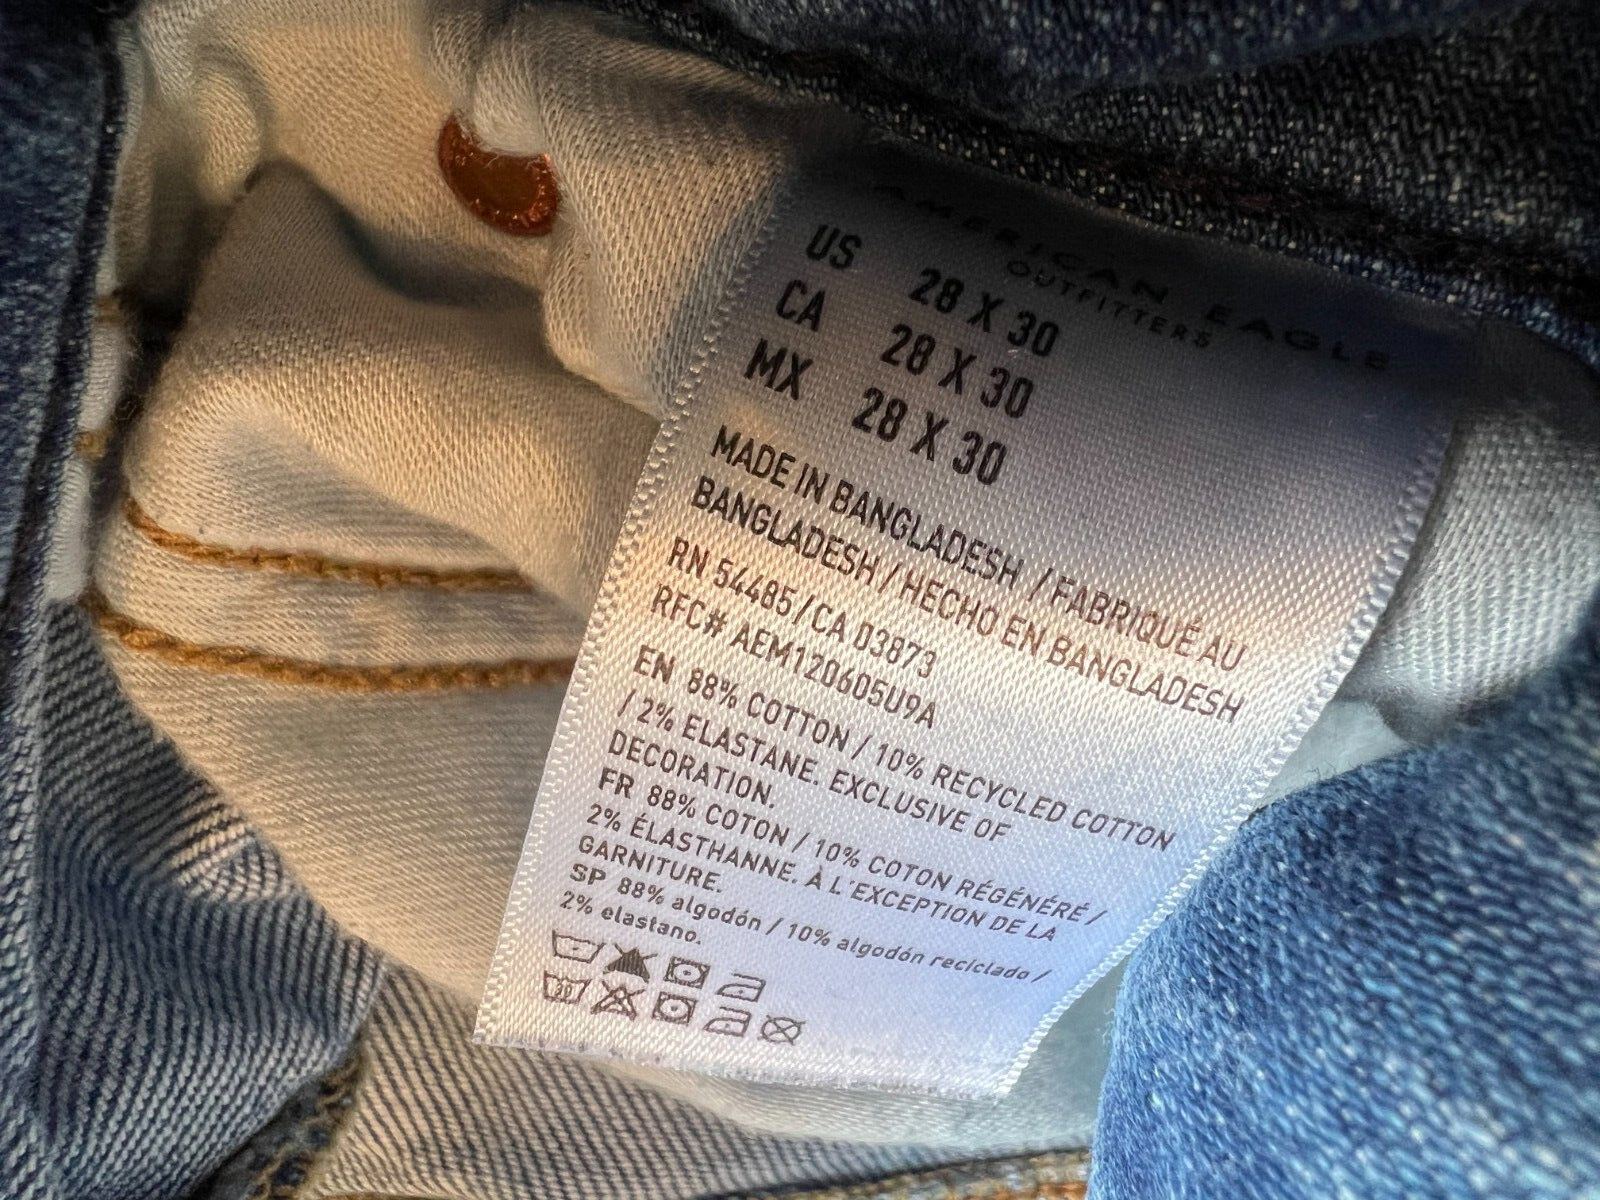 AMERICAN EAGLE
OUTFITTERS
US 28 X 30
CA 28 X 30
MX 28 X 30
MADE IN BANGLADESH / FABRIQUÉ AU
BANGLADESH / HECHO EN BANGLADESH
RN 54485 / CA 03873
RFC# AEM120605U9A
EN 88% COTTON / 10% RECYCLED COTTON
/ 2% ELASTANE. EXCLUSIVE OF
DECORATION.
FR 88% COTON / 10% COTON RÉGÉNÉRÉ /
2% ÉLASTHANNE. À L'EXCEPTION DE LA
GARNITURE.
SP 88% algodón / 10% algodón reciclado /
2% elastano.
30